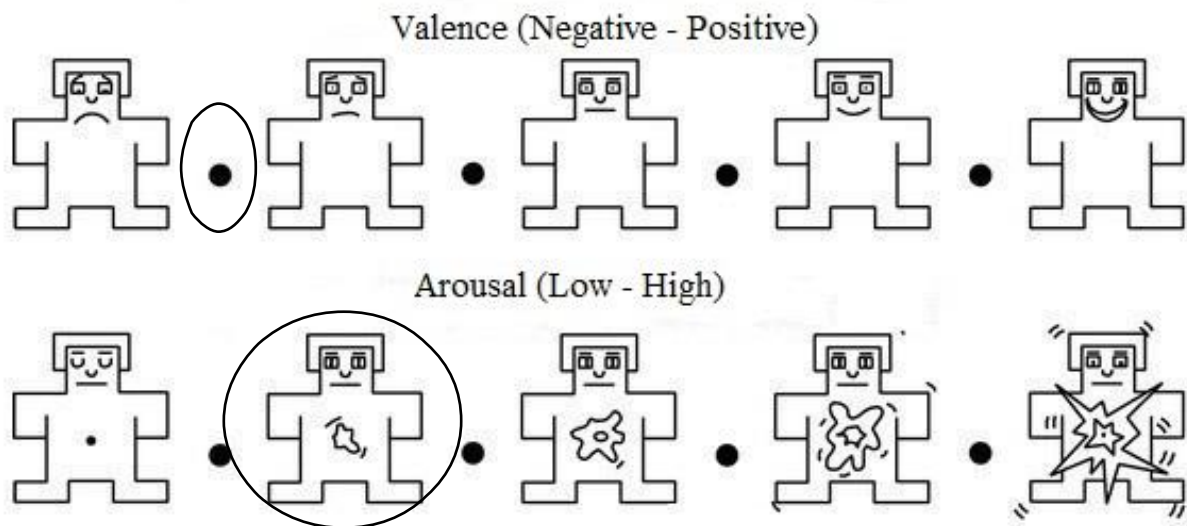 Valence (Negative - Positive)
Arousal (Low - High)